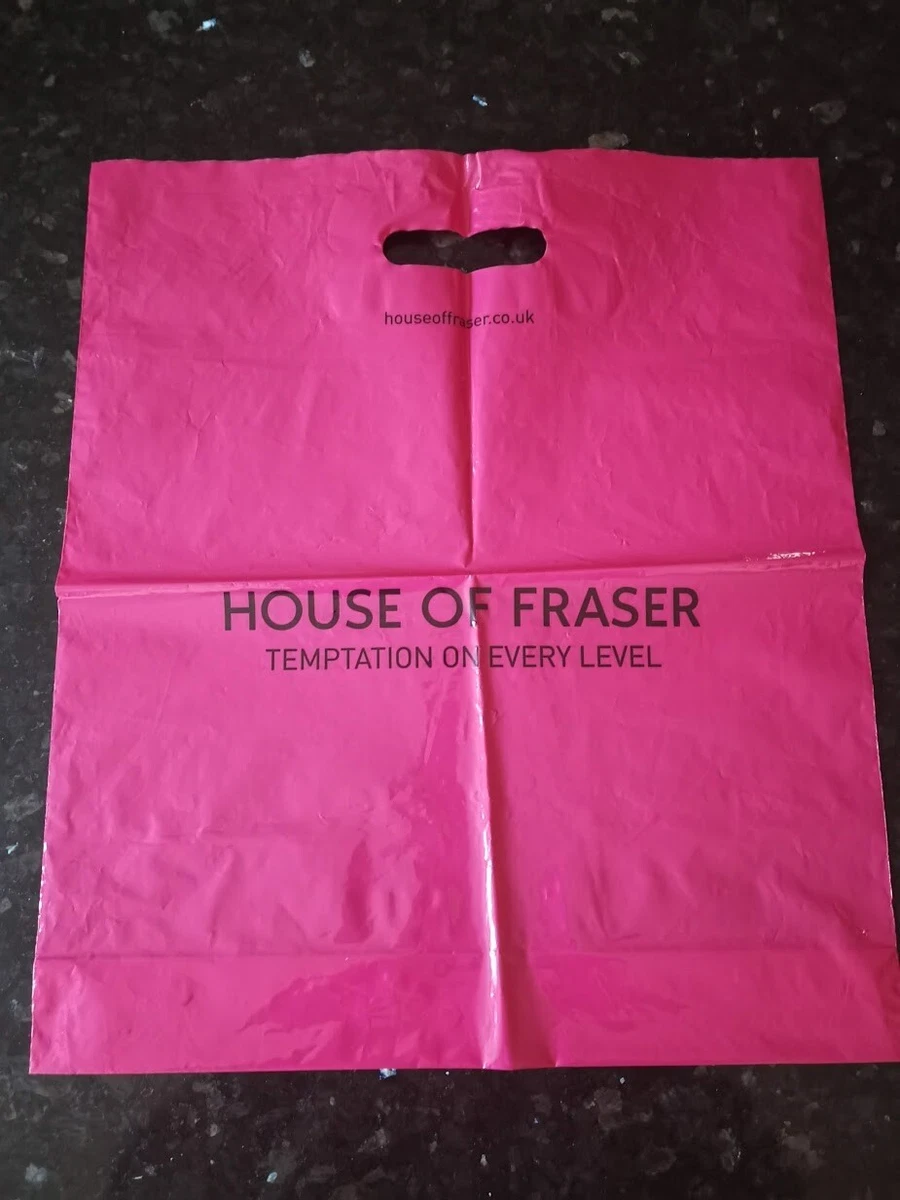 houseoffraser.co.uk
HOUSE OF FRASER
TEMPTATION ON EVERY LEVEL